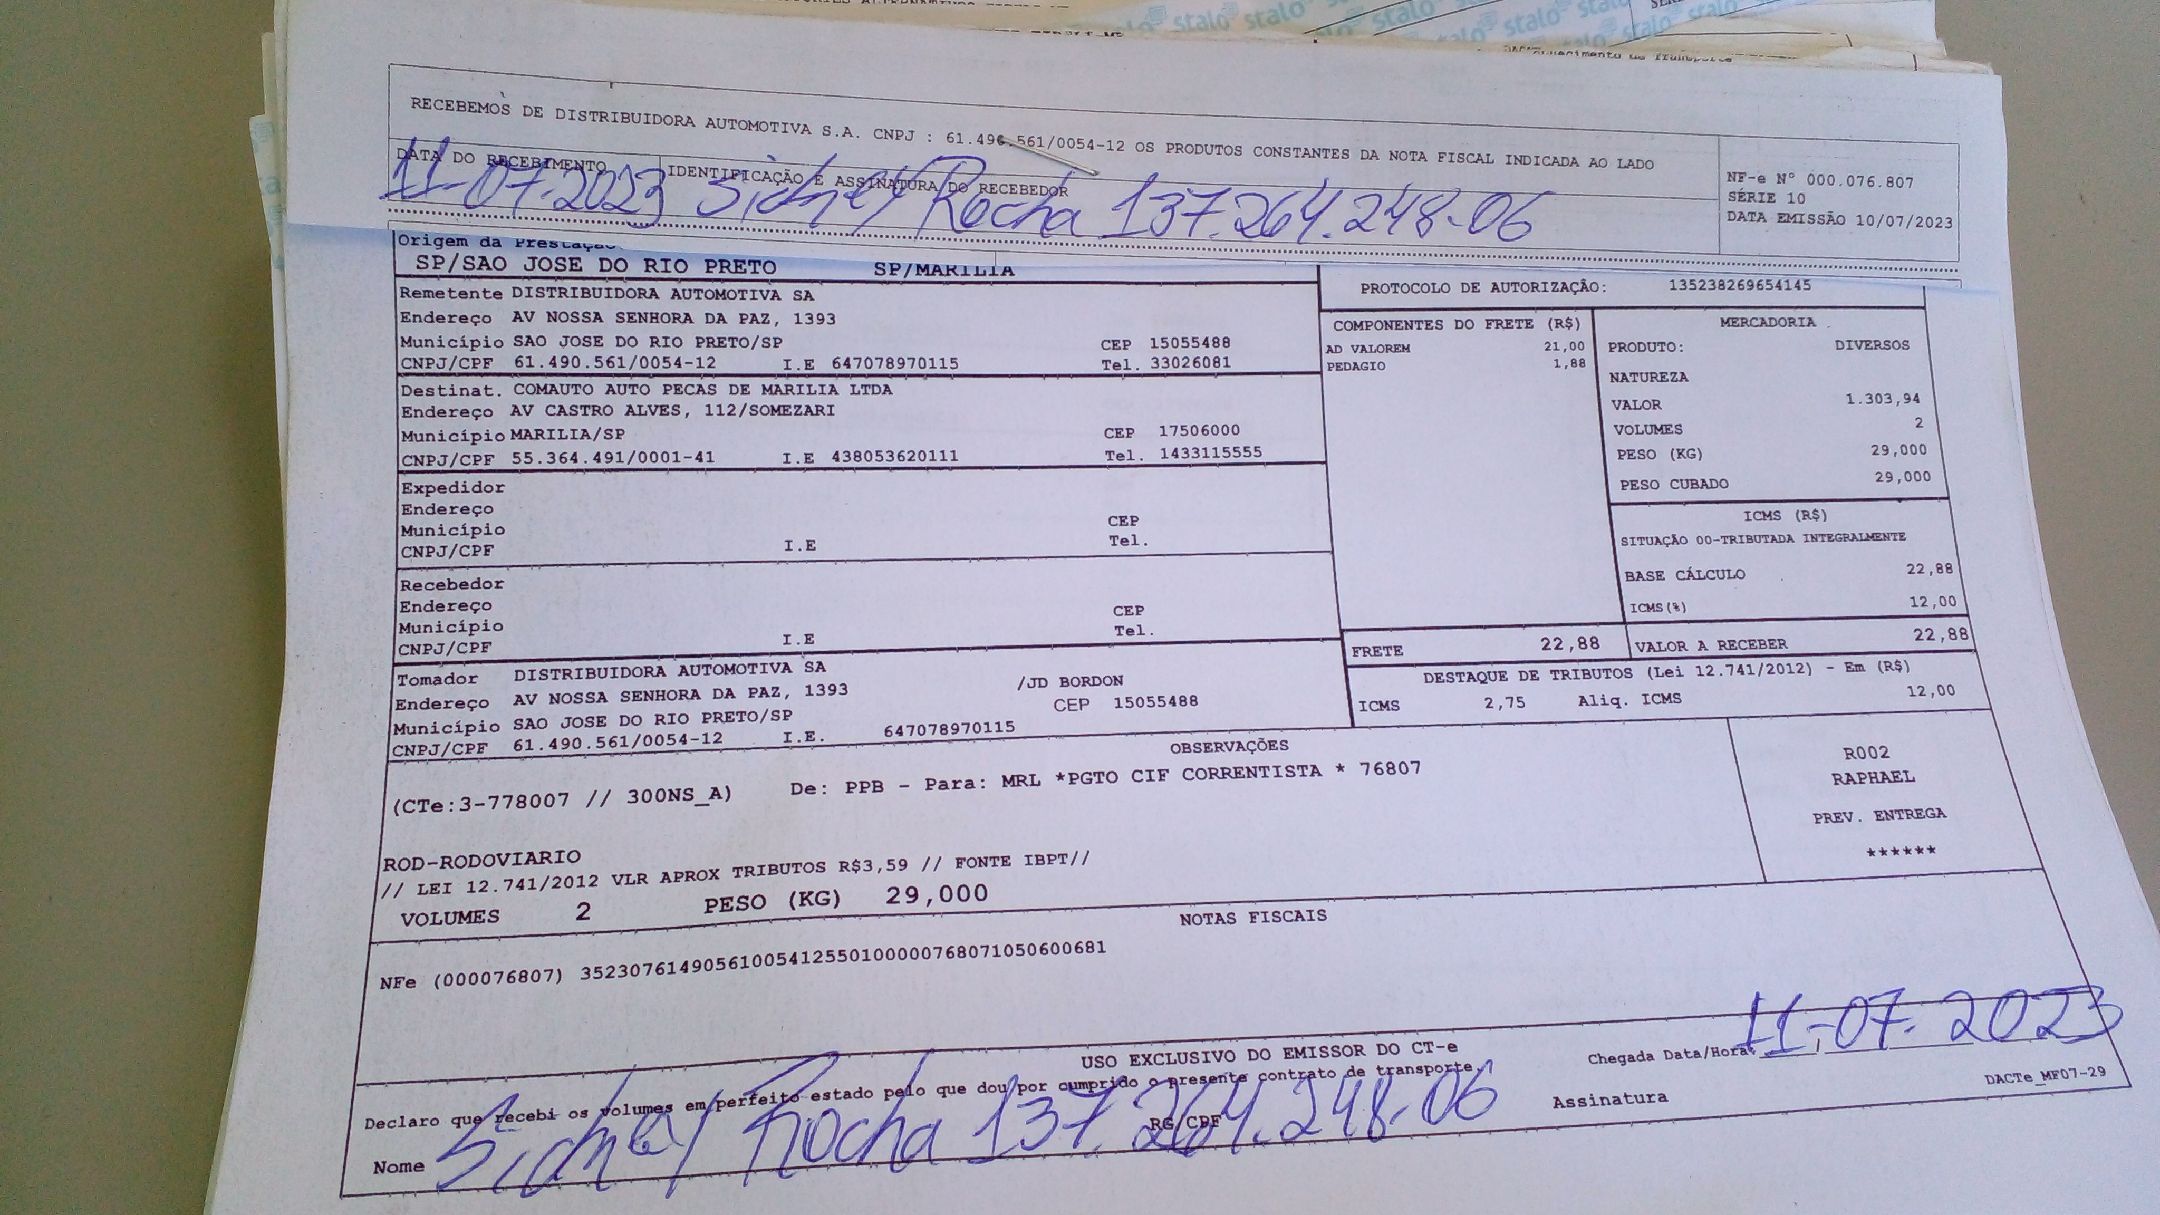 stalo stalo stalo stalo
RECEBEMOS DE DISTRIBUIDORA AUTOMOTIVA S.A. CNPJ : 61.490.561/0054-12 OS PRODUTOS CONSTANTES DA NOTA FISCAL INDICADA AO LADO
DATA DO RECEBIMENTO IDENTIFICAÇÃO E ASSINATURA DO RECEBEDOR
11-07.2023 Sidney Rocha 137.264.248-06
NF-e N° 000.076.807
SÉRIE 10
DATA EMISSÃO 10/07/2023
Origem da Prestação
SP/SAO JOSE DO RIO PRETO SP/MARILIA
Remetente DISTRIBUIDORA AUTOMOTIVA SA
Endereço AV NOSSA SENHORA DA PAZ, 1393
Município SAO JOSE DO RIO PRETO/SP CEP 15055488
CNPJ/CPF 61.490.561/0054-12 I.E 647078970115 Tel. 33026081
Destinat. COMAUTO AUTO PECAS DE MARILIA LTDA
Endereço AV CASTRO ALVES, 112/SOMEZARI
Município MARILIA/SP CEP 17506000
CNPJ/CPF 55.364.491/0001-41 I.E 438053620111 Tel. 1433115555
Expedidor
Endereço
Município CEP
CNPJ/CPF I.E Tel.
Recebedor
Endereço
Município CEP
CNPJ/CPF I.E Tel.
Tomador DISTRIBUIDORA AUTOMOTIVA SA
Endereço AV NOSSA SENHORA DA PAZ, 1393 /JD BORDON
Município SAO JOSE DO RIO PRETO/SP CEP 15055488
CNPJ/CPF 61.490.561/0054-12 I.E. 647078970115
PROTOCOLO DE AUTORIZAÇÃO: 135238269654145
COMPONENTES DO FRETE (R$)
AD VALOREM 21,00
PEDAGIO 1,88
MERCADORIA
PRODUTO: DIVERSOS
NATUREZA
VALOR 1.303,94
VOLUMES 2
PESO (KG) 29,000
PESO CUBADO 29,000
ICMS (R$)
SITUAÇÃO 00-TRIBUTADA INTEGRALMENTE
BASE CÁLCULO 22,88
ICMS(%) 12,00
FRETE 22,88 VALOR A RECEBER 22,88
DESTAQUE DE TRIBUTOS (Lei 12.741/2012) - Em (R$)
ICMS 2,75 Aliq. ICMS 12,00
OBSERVAÇÕES
(CTe:3-778007 // 300NS_A) De: PPB - Para: MRL *PGTO CIF CORRENTISTA * 76807
ROD-RODOVIARIO
// LEI 12.741/2012 VLR APROX TRIBUTOS R$3,59 // FONTE IBPT//
VOLUMES 2 PESO (KG) 29,000
R002
RAPHAEL
PREV. ENTREGA
******
NOTAS FISCAIS
NFe (000076807) 35230761490561005412550100000768071050600681
USO EXCLUSIVO DO EMISSOR DO CT-e
Declaro que recebi os volumes em perfeito estado pelo que dou por cumprido o presente contrato de transporte
Chegada Data/Hora: 11-07.2023
Nome Sidney Rocha 137.264.248-06
RG/CPF
Assinatura
DACTe_MF07-29